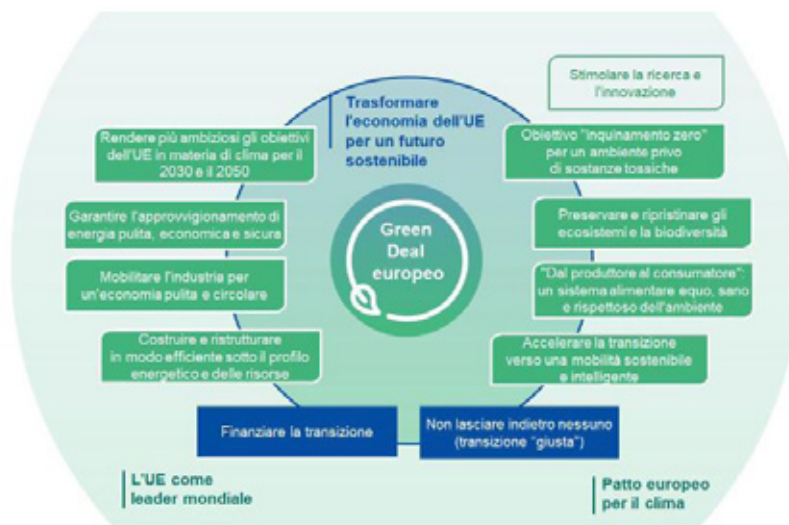 Stimolare la ricerca e
l'innovazione
Trasformare
l'economia dell'UE
per un futuro
sostenibile
Rendere più ambiziosi gli obiettivi
dell'UE in materia di clima per il
2030 e il 2050
Obiettivo "inquinamento zero"
per un ambiente privo
di sostanze tossiche
Garantire l'approvvigionamento di
energia pulita, economica e sicura
Green
Deal
europeo
Preservare e ripristinare gli
ecosistemi e la biodiversità
Mobilitare l'industria per
un'economia pulita e circolare
"Dal produttore al consumatore":
un sistema alimentare equo, sano
e rispettoso dell'ambiente
Costruire e ristrutturare
in modo efficiente sotto il profilo
energetico e delle risorse
Accelerare la transizione
verso una mobilità sostenibile
e intelligente
Finanziare la transizione
Non lasciare indietro nessuno
(transizione "giusta")
L'UE come
leader mondiale
Patto europeo
per il clima